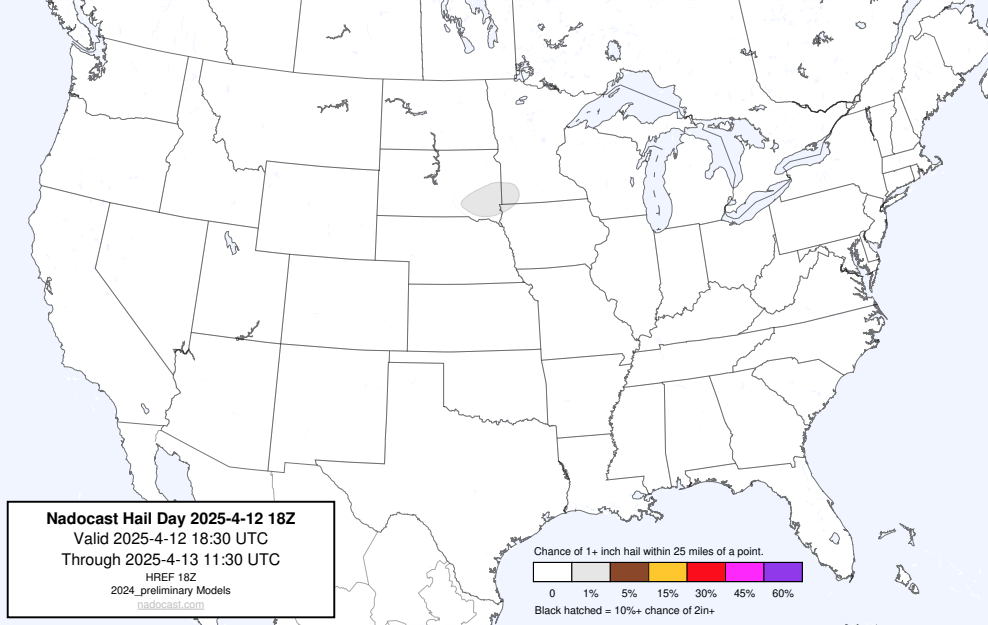 Nadocast Hail Day 2025-4-12 18Z
Valid 2025-4-12 18:30 UTC
Through 2025-4-13 11:30 UTC
HREF 18Z
2024_preliminary Models
nadocast.com
Chance of 1+ inch hail within 25 miles of a point.
0 1% 5% 15% 30% 45% 60%
Black hatched = 10%+ chance of 2in+